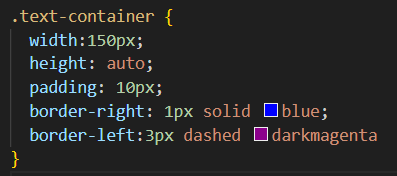 .text-container {
width:150px;
height: auto;
padding: 10px;
border-right: 1px solid blue;
border-left:3px dashed darkmagenta
}